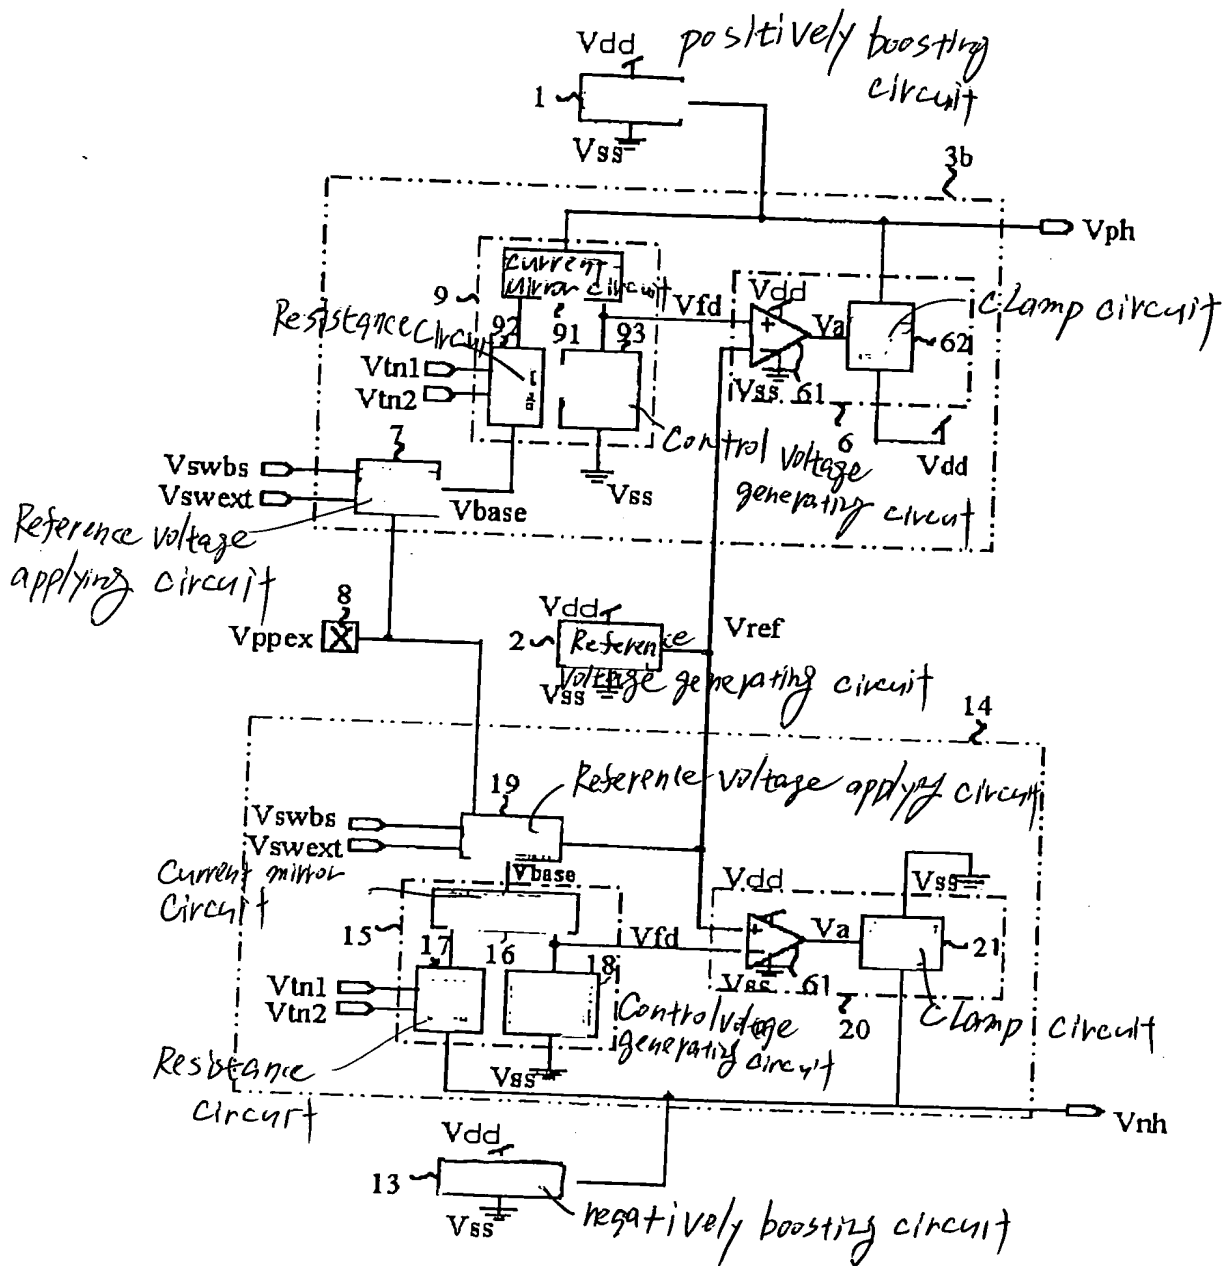 Vdd
positively boosting
circuit
1
Vss
3b
Vph
current
mirror circuit
9
Vfd
Vdd
Va
clamp circuit
Resistance circuit
92
91
93
62
Vtn1
Vtn2
Vss
61
6
Vdd
7
control voltage
generating circuit
Vswbs
Vswext
Vbase
Vss
Reference voltage
applying circuit
8
Vppex
Vdd
2
Reference
voltage generating circuit
Vss
Vref
14
19
Reference voltage applyg circuit
Vswbs
Vswext
Vbase
Current mirror
circuit
Vdd
Vss
15
17
16
18
Vfd
Va
21
Vtn1
Vtn2
Vss
61
20
Control voltage
generating circuit
clamp circuit
Resistance
circuit
Vss
Vnh
Vdd
13
Vss
negatively boosting circuit